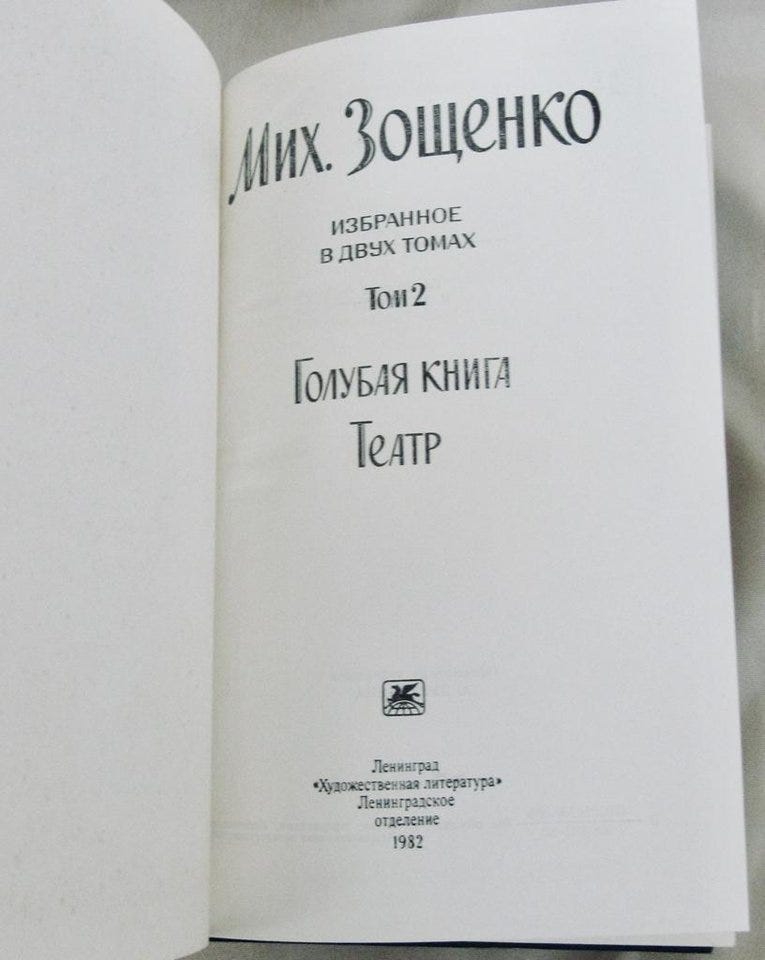 Мих. Зощенко
ИЗБРАННОЕ
В ДВУХ ТОМАХ
Том 2
Голубая книга
Театр
Ленинград
«Художественная литература»
Ленинградское
отделение
1982